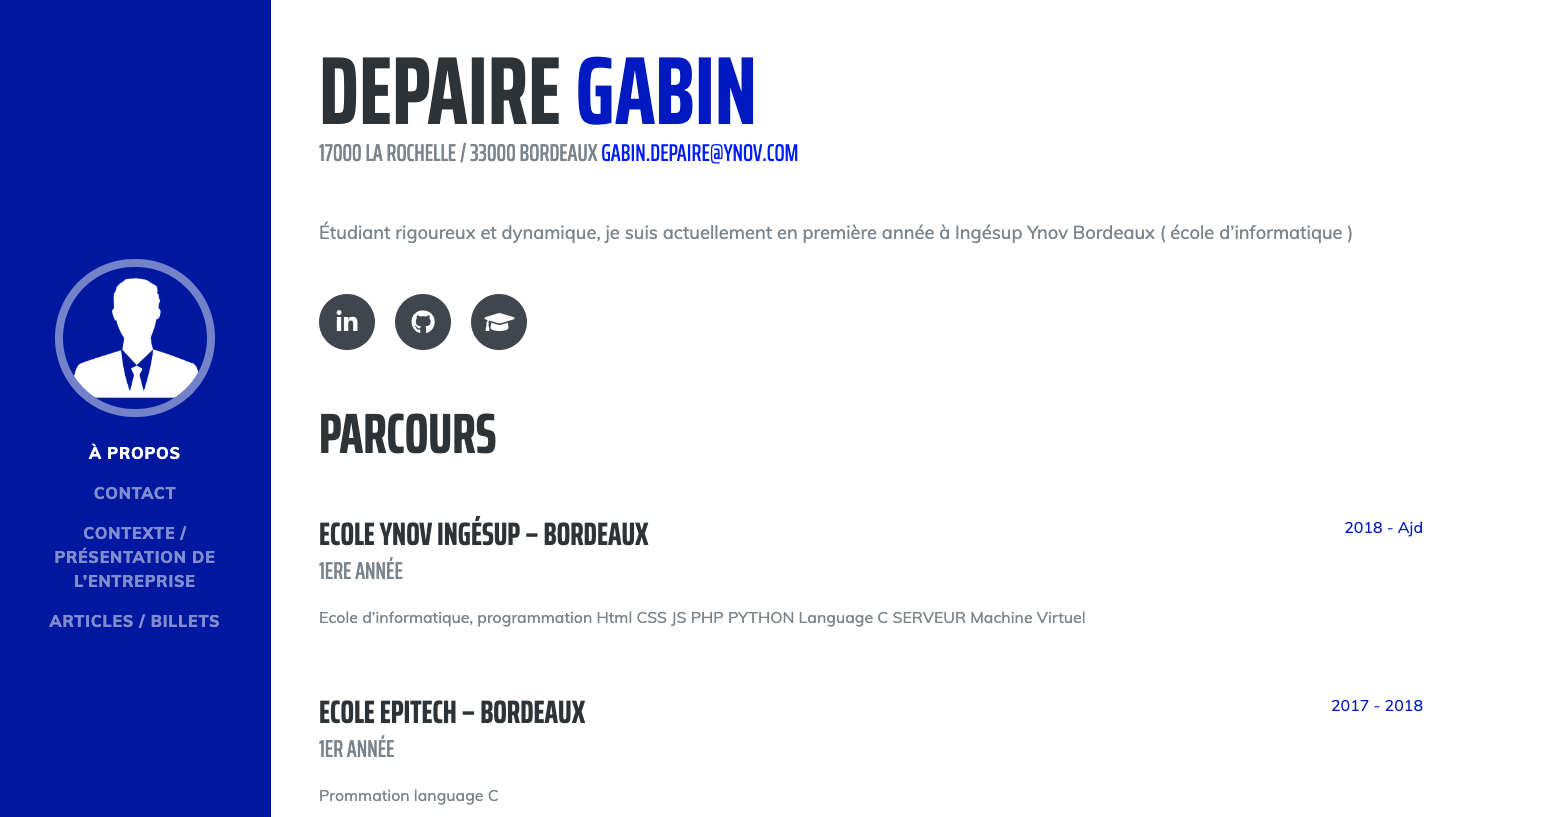 À PROPOS
CONTACT
CONTEXTE /
PRÉSENTATION DE
L'ENTREPRISE
ARTICLES / BILLETS
DEPAIRE GABIN
17000 LA ROCHELLE / 33000 BORDEAUX GABIN.DEPAIRE@YNOV.COM
Étudiant rigoureux et dynamique, je suis actuellement en première année à Ingésup Ynov Bordeaux ( école d'informatique )
in
PARCOURS
ECOLE YNOV INGÉSUP – BORDEAUX
2018 - Ajd
1ERE ANNÉE
Ecole d'informatique, programmation Html CSS JS PHP PYTHON Language C SERVEUR Machine Virtuel
ECOLE EPITECH – BORDEAUX
2017 - 2018
1ER ANNÉE
Prommation language C